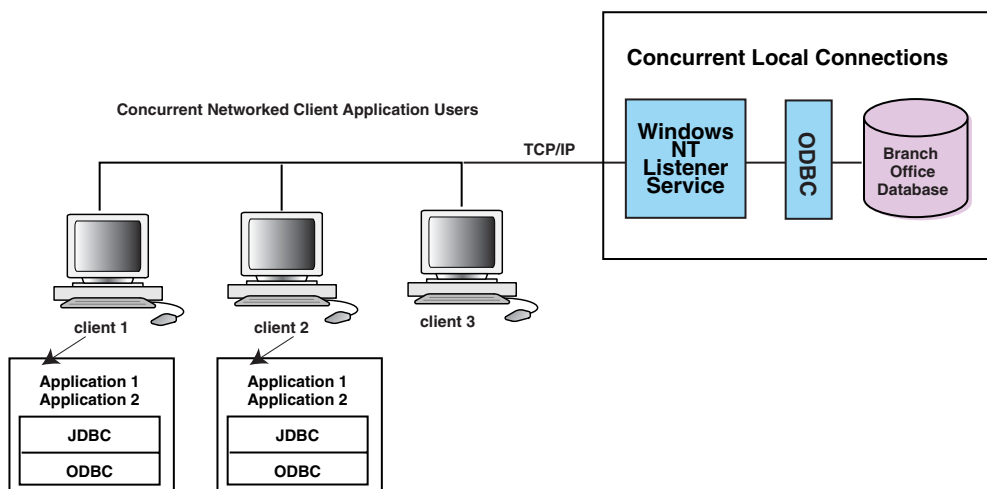 Concurrent Local Connections
Concurrent Networked Client Application Users
TCP/IP
Windows
NT
Listener
Service
ODBC
Branch
Office
Database
client 1
client 2
client 3
Application 1
Application 2
JDBC
ODBC
Application 1
Application 2
JDBC
ODBC